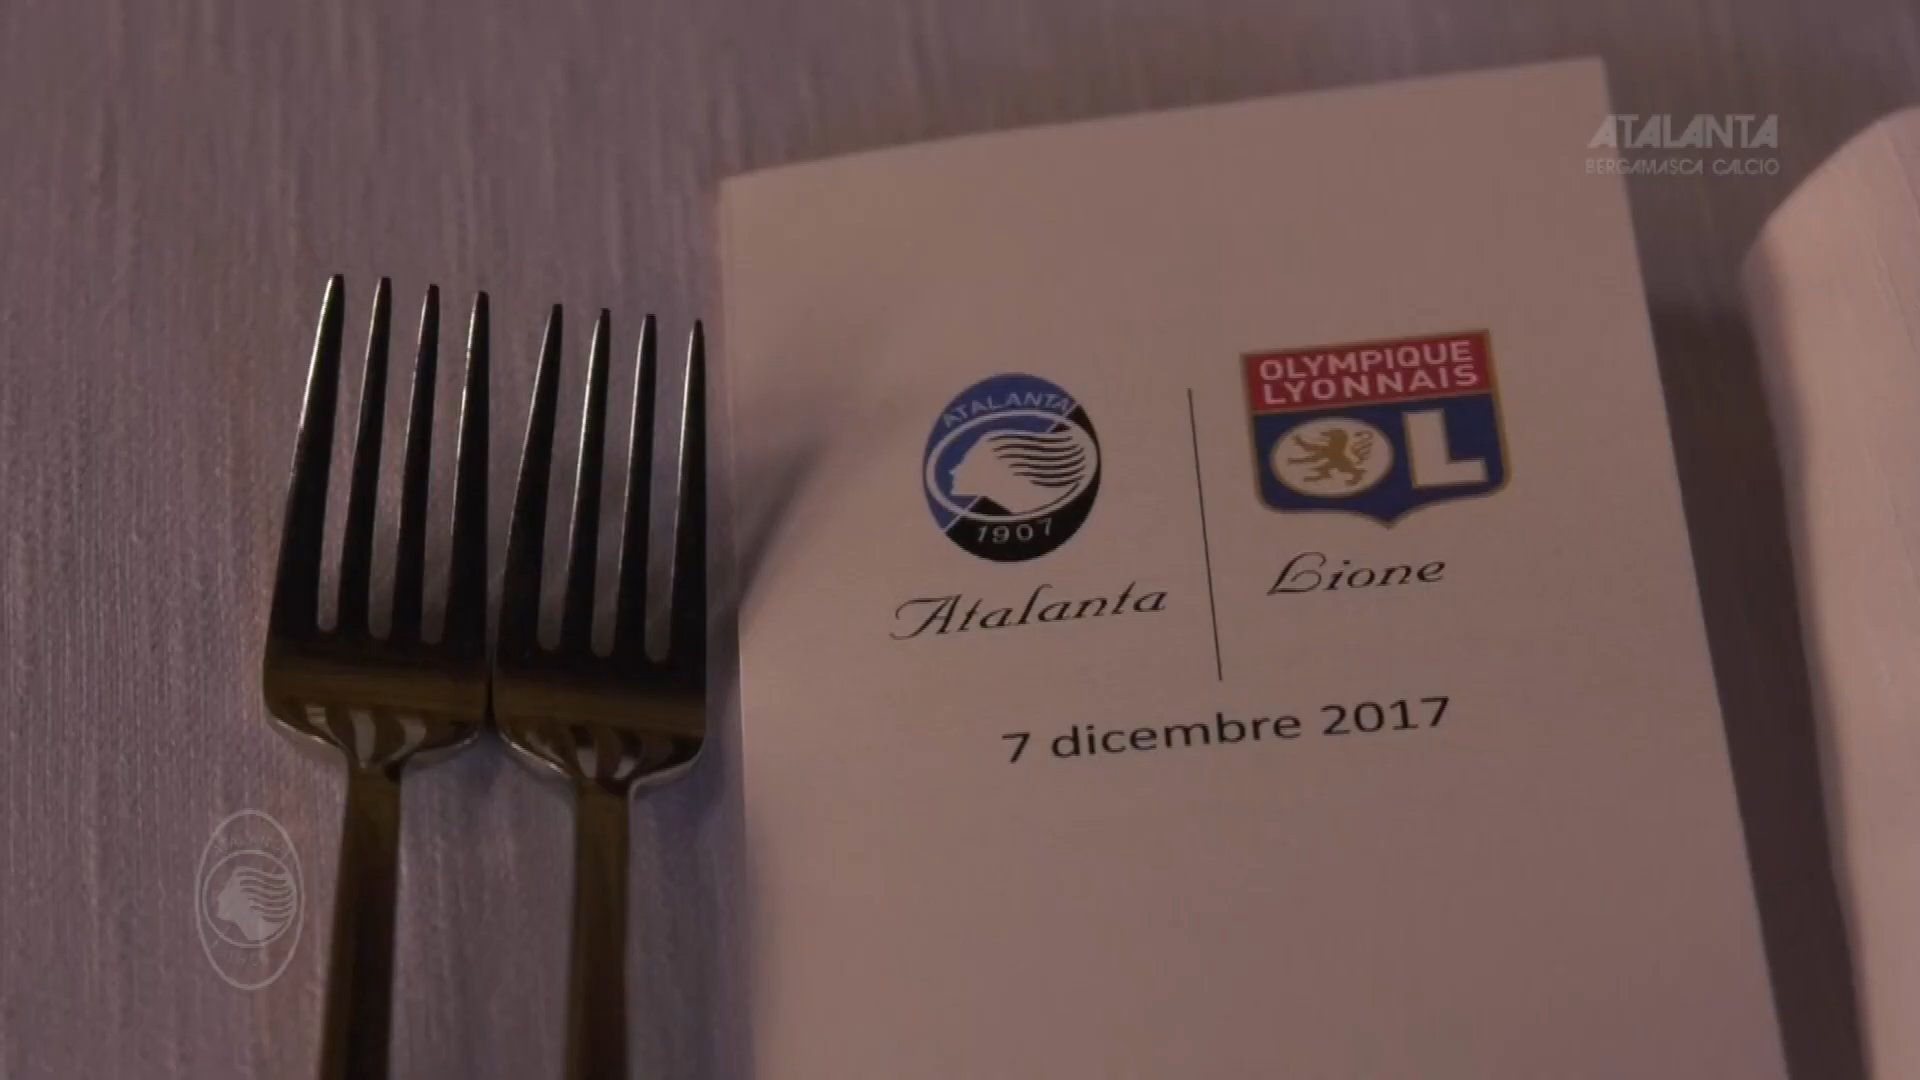 ATALANTA
BERGAMASCA CALCIO
OLYMPIQUE
LYONNAIS
OL
ATALANTA
1907
Atalanta
Lione
7 dicembre 2017